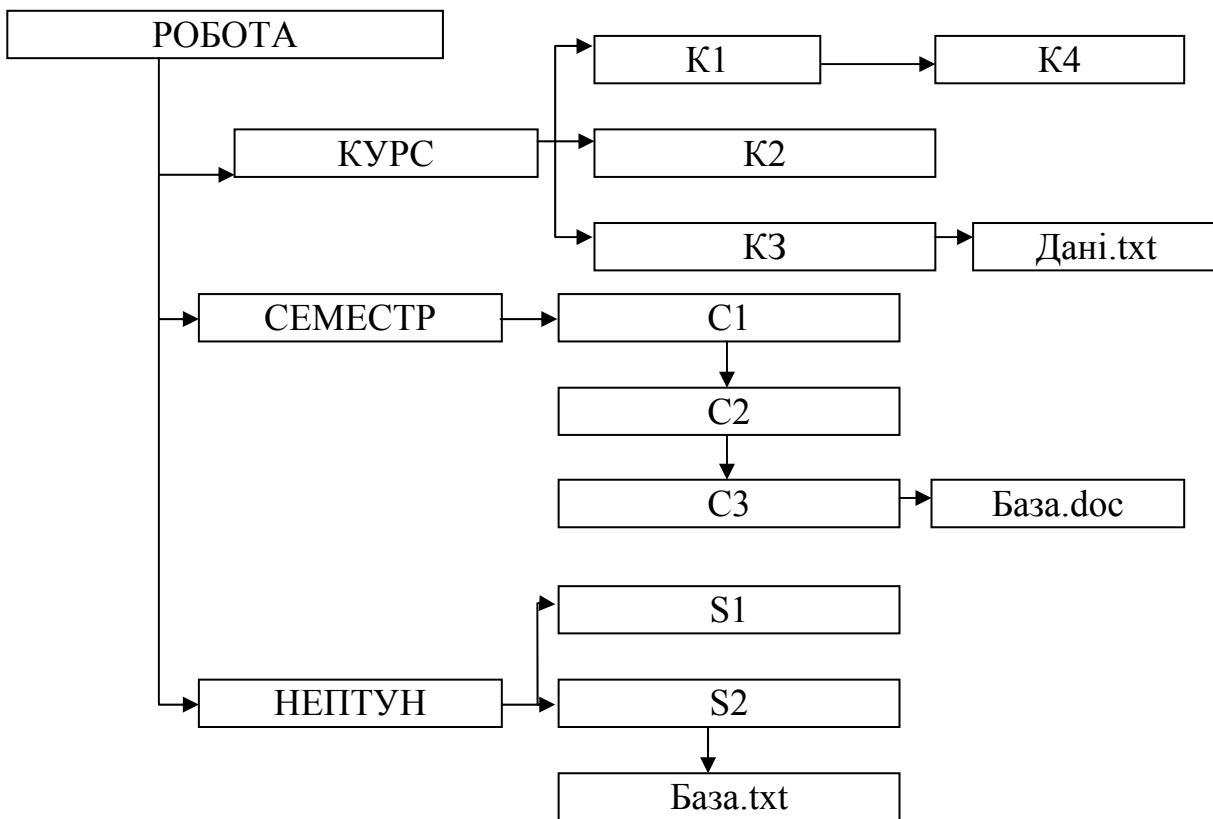 РОБОТА
К1
К4
КУРС
К2
К3
Дані.txt
СЕМЕСТР
С1
С2
С3
База.doc
S1
НЕПТУН
S2
База.txt